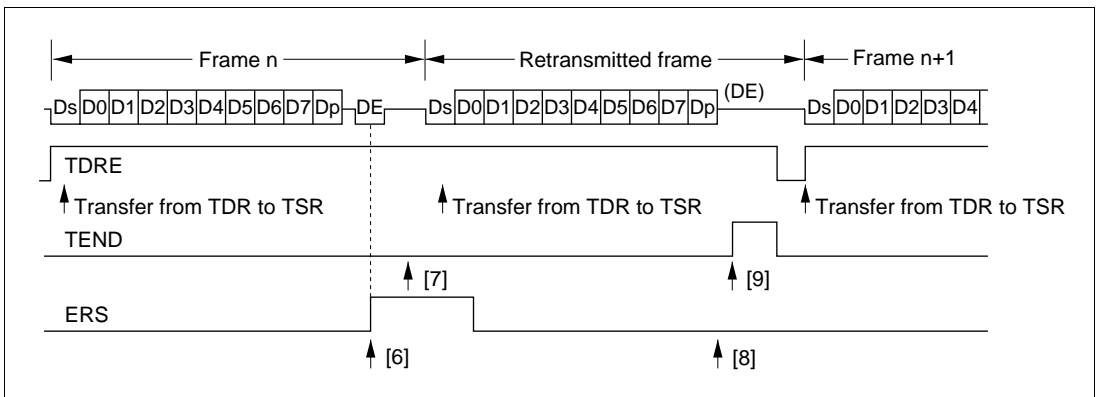 Frame n Retransmitted frame Frame n+1
Ds D0 D1 D2 D3 D4 D5 D6 D7 Dp DE Ds D0 D1 D2 D3 D4 D5 D6 D7 Dp (DE) Ds D0 D1 D2 D3 D4
TDRE
Transfer from TDR to TSR Transfer from TDR to TSR Transfer from TDR to TSR
TEND
[7] [9]
ERS
[6] [8]